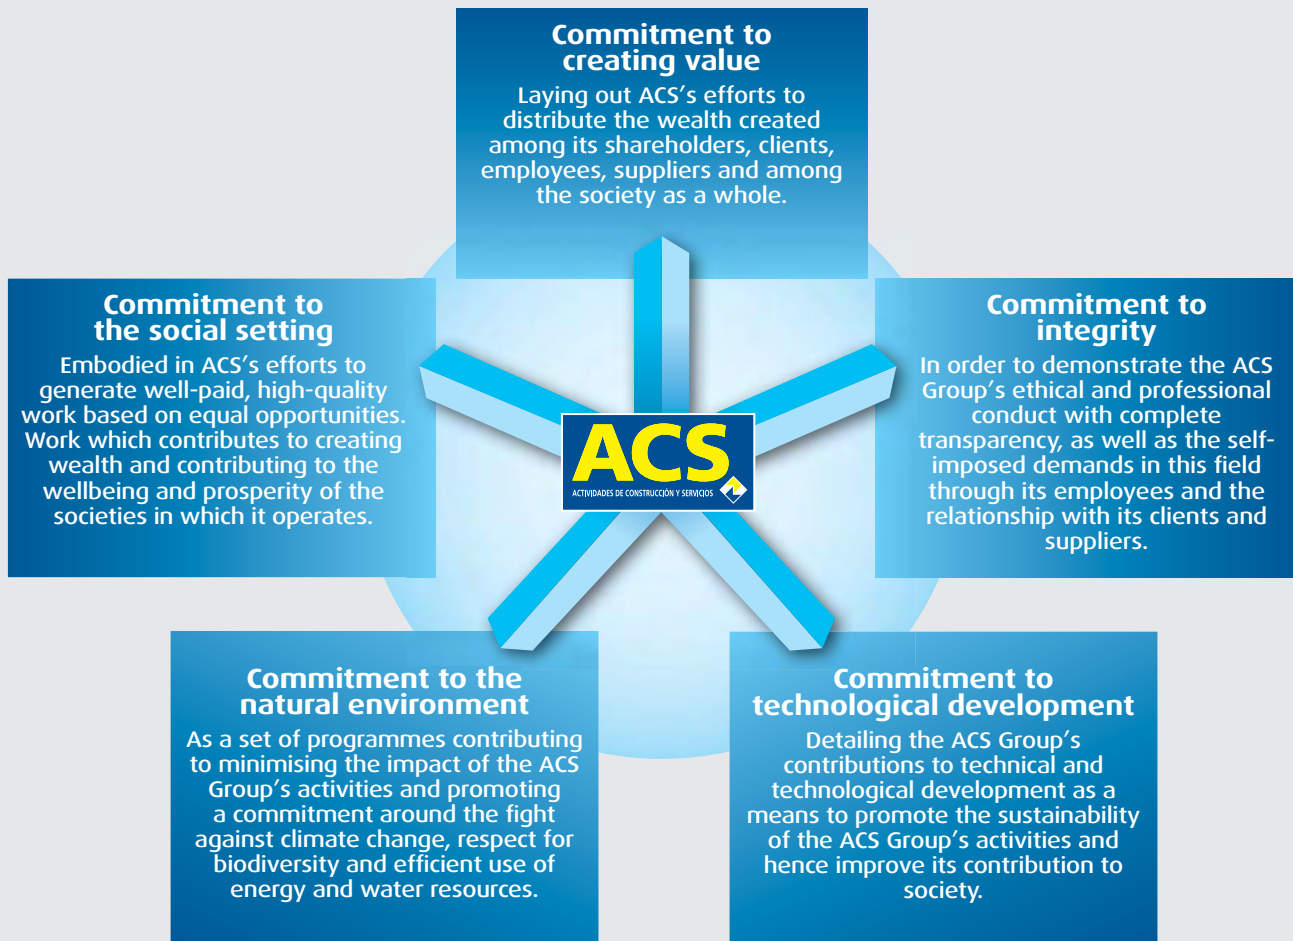 Commitment to
creating value
Laying out ACS's efforts to
distribute the wealth created
among its shareholders, clients,
employees, suppliers and among
the society as a whole.
Commitment to
the social setting
Embodied in ACS's efforts to
generate well-paid, high-quality
work based on equal opportunities.
Work which contributes to creating
wealth and contributing to the
wellbeing and prosperity of the
societies in which it operates.
Commitment to
integrity
In order to demonstrate the ACS
Group's ethical and professional
conduct with complete
transparency, as well as the self-
imposed demands in this field
through its employees and the
relationship with its clients and
suppliers.
ACS
ACTIVIDADES DE CONSTRUCCIÓN Y SERVICIOS
Commitment to the
natural environment
As a set of programmes contributing
to minimising the impact of the ACS
Group's activities and promoting
a commitment around the fight
against climate change, respect for
biodiversity and efficient use of
energy and water resources.
Commitment to
technological development
Detailing the ACS Group's
contributions to technical and
technological development as a
means to promote the sustainability
of the ACS Group's activities and
hence improve its contribution to
society.